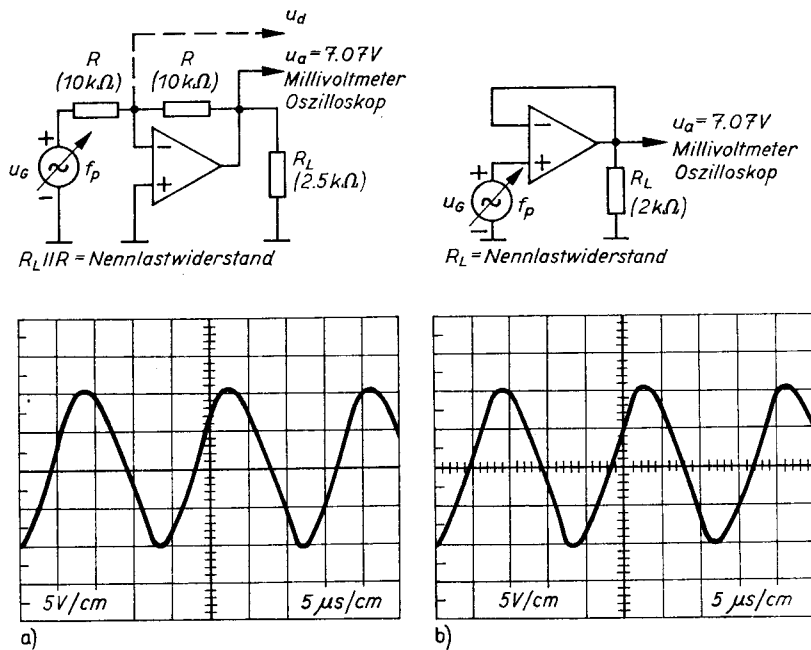 u_d
R
(10kΩ)
R
(10kΩ)
u_a=7.07V
Millivoltmeter
Oszilloskop
+
−
u_G
f_p
−
+
R_L
(2.5kΩ)
R_L//R = Nennlastwiderstand
−
+
+
−
u_G
f_p
u_a=7.07V
Millivoltmeter
Oszilloskop
R_L
(2kΩ)
R_L = Nennlastwiderstand
5V/cm
5 µs/cm
a)
5V/cm
5 µs/cm
b)